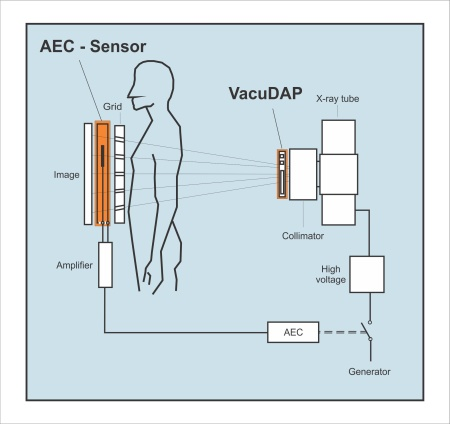 AEC - Sensor
VacuDAP
Grid
X-ray tube
Image
Collimator
Amplifier
High
voltage
AEC
Generator